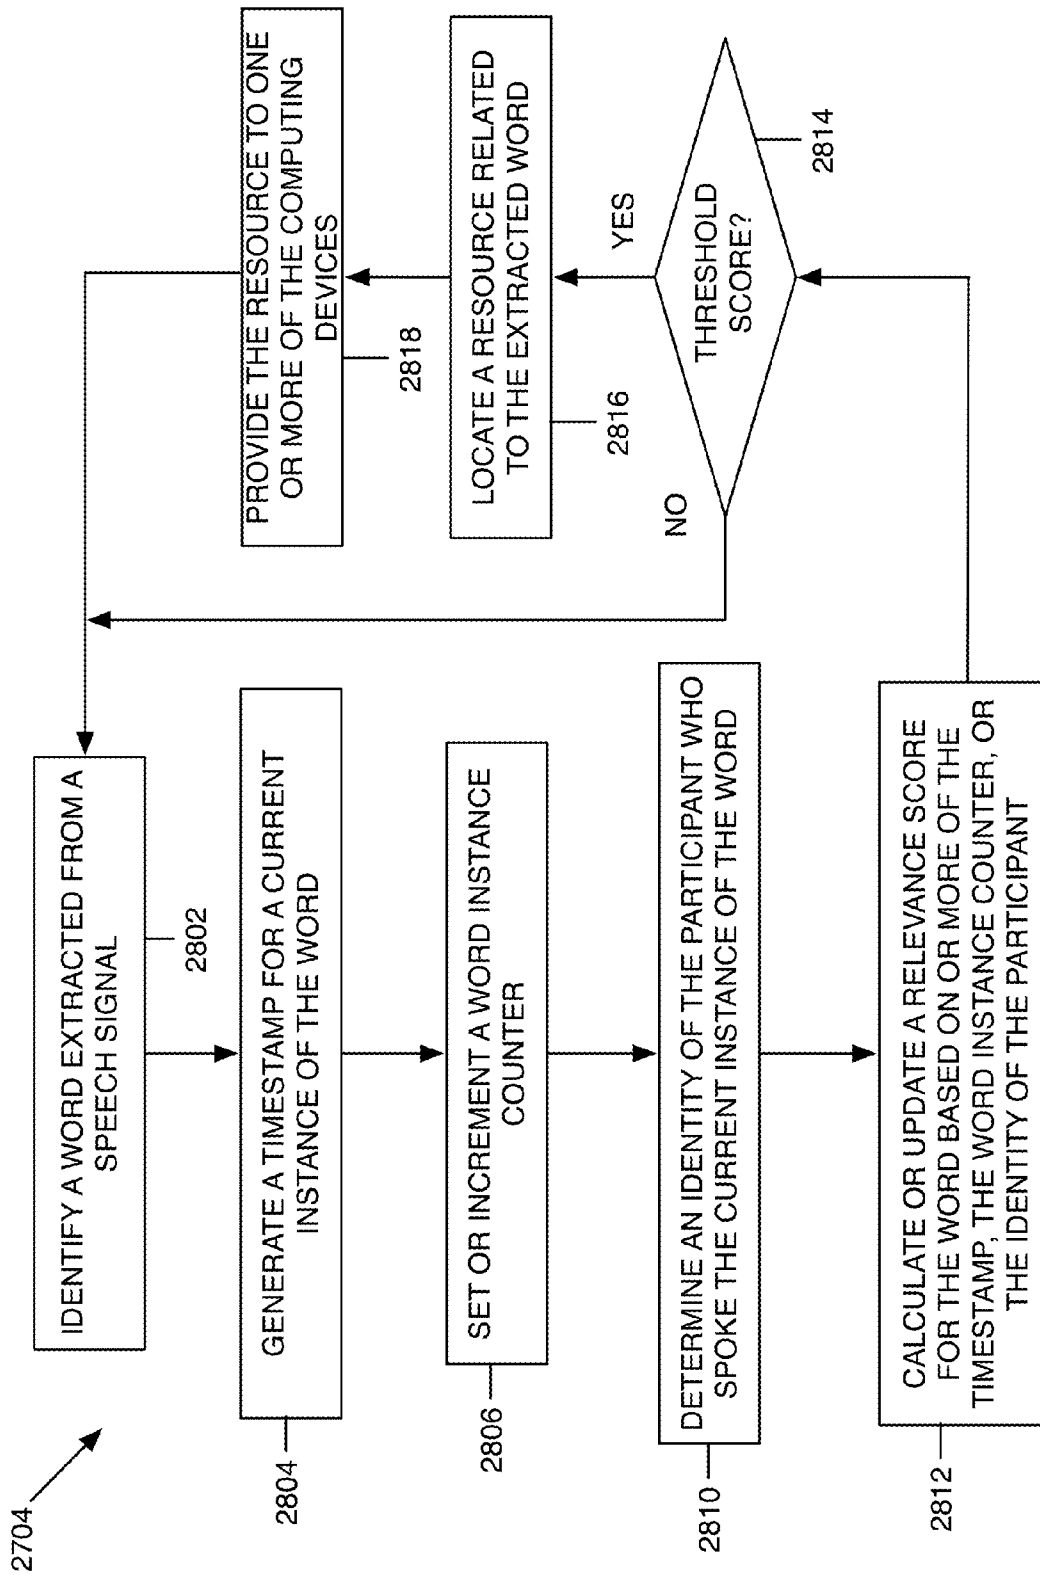 2704
IDENTIFY A WORD EXTRACTED FROM A
SPEECH SIGNAL
2802
GENERATE A TIMESTAMP FOR A CURRENT
INSTANCE OF THE WORD
2804
SET OR INCREMENT A WORD INSTANCE
COUNTER
2806
DETERMINE AN IDENTITY OF THE PARTICIPANT WHO
SPOKE THE CURRENT INSTANCE OF THE WORD
2810
CALCULATE OR UPDATE A RELEVANCE SCORE
FOR THE WORD BASED ON OR MORE OF THE
TIMESTAMP, THE WORD INSTANCE COUNTER, OR
THE IDENTITY OF THE PARTICIPANT
2812
THRESHOLD
SCORE?
2814
NO
YES
LOCATE A RESOURCE RELATED
TO THE EXTRACTED WORD
2816
PROVIDE THE RESOURCE TO ONE
OR MORE OF THE COMPUTING
DEVICES
2818